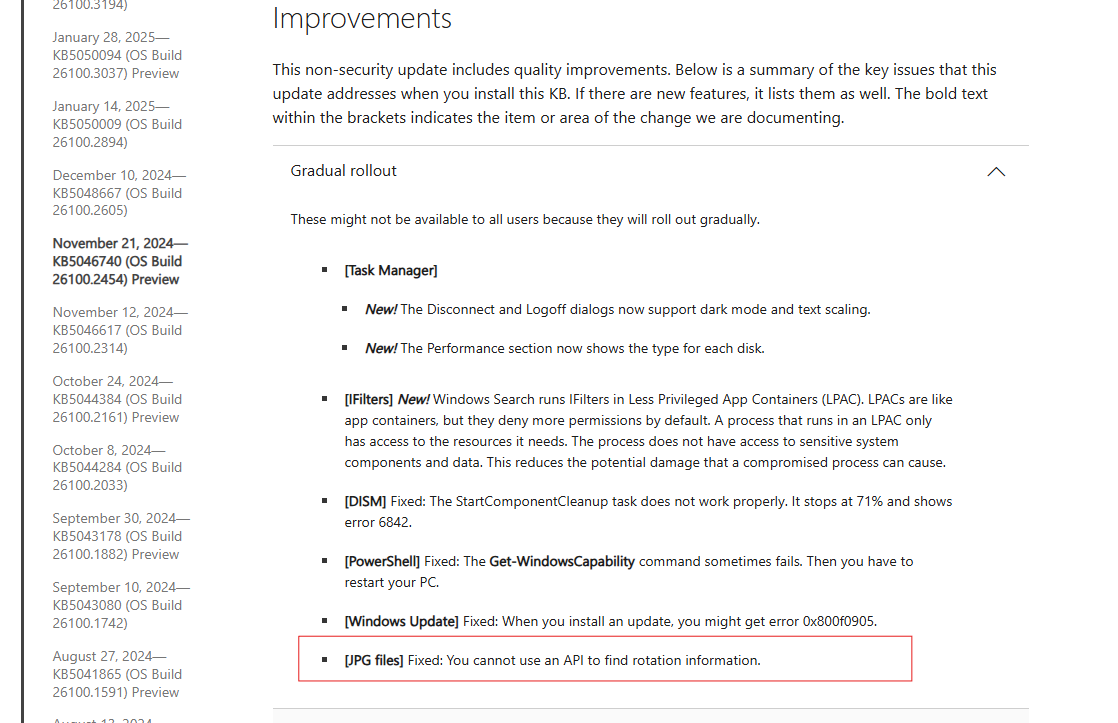 26100.3194)
January 28, 2025—
KB5050094 (OS Build
26100.3037) Preview
January 14, 2025—
KB5050009 (OS Build
26100.2894)
December 10, 2024—
KB5048667 (OS Build
26100.2605)
November 21, 2024—
KB5046740 (OS Build
26100.2454) Preview
November 12, 2024—
KB5046617 (OS Build
26100.2314)
October 24, 2024—
KB5044384 (OS Build
26100.2161) Preview
October 8, 2024—
KB5044284 (OS Build
26100.2033)
September 30, 2024—
KB5043178 (OS Build
26100.1882) Preview
September 10, 2024—
KB5043080 (OS Build
26100.1742)
August 27, 2024—
KB5041865 (OS Build
26100.1591) Preview
August 13, 2024
Improvements
This non-security update includes quality improvements. Below is a summary of the key issues that this
update addresses when you install this KB. If there are new features, it lists them as well. The bold text
within the brackets indicates the item or area of the change we are documenting.
Gradual rollout
These might not be available to all users because they will roll out gradually.
[Task Manager]
New! The Disconnect and Logoff dialogs now support dark mode and text scaling.
New! The Performance section now shows the type for each disk.
[IFilters] New! Windows Search runs IFilters in Less Privileged App Containers (LPAC). LPACs are like
app containers, but they deny more permissions by default. A process that runs in an LPAC only
has access to the resources it needs. The process does not have access to sensitive system
components and data. This reduces the potential damage that a compromised process can cause.
[DISM] Fixed: The StartComponentCleanup task does not work properly. It stops at 71% and shows
error 6842.
[PowerShell] Fixed: The Get-WindowsCapability command sometimes fails. Then you have to
restart your PC.
[Windows Update] Fixed: When you install an update, you might get error 0x800f0905.
[JPG files] Fixed: You cannot use an API to find rotation information.